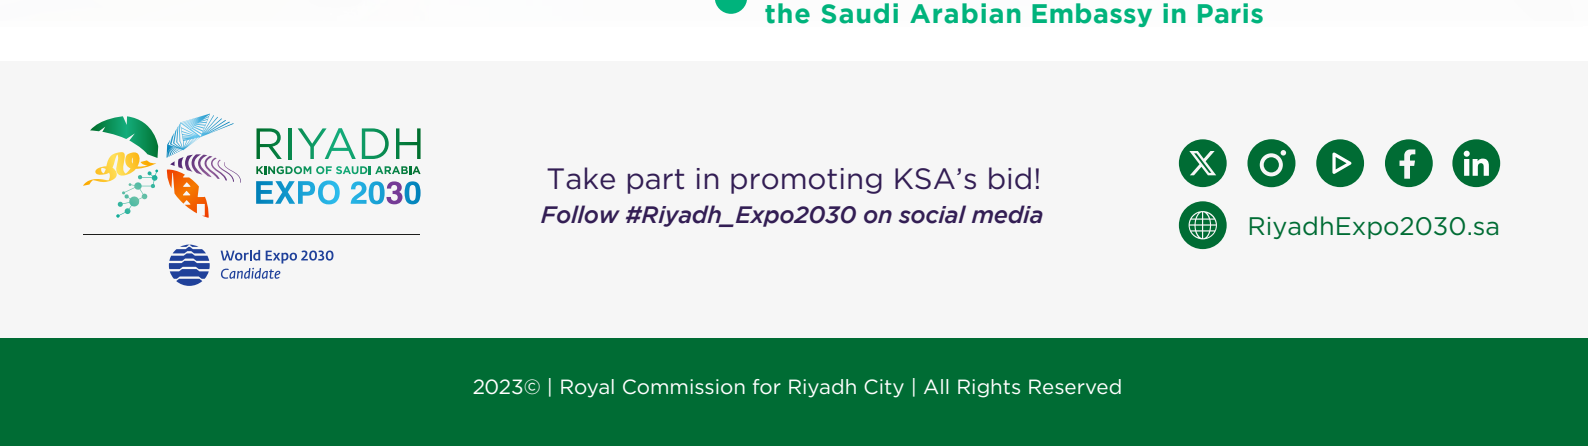 the Saudi Arabian Embassy in Paris
RIYADH
KINGDOM OF SAUDI ARABIA
EXPO 2030
World Expo 2030
Candidate
Take part in promoting KSA’s bid!
Follow #Riyadh_Expo2030 on social media
RiyadhExpo2030.sa
2023© | Royal Commission for Riyadh City | All Rights Reserved